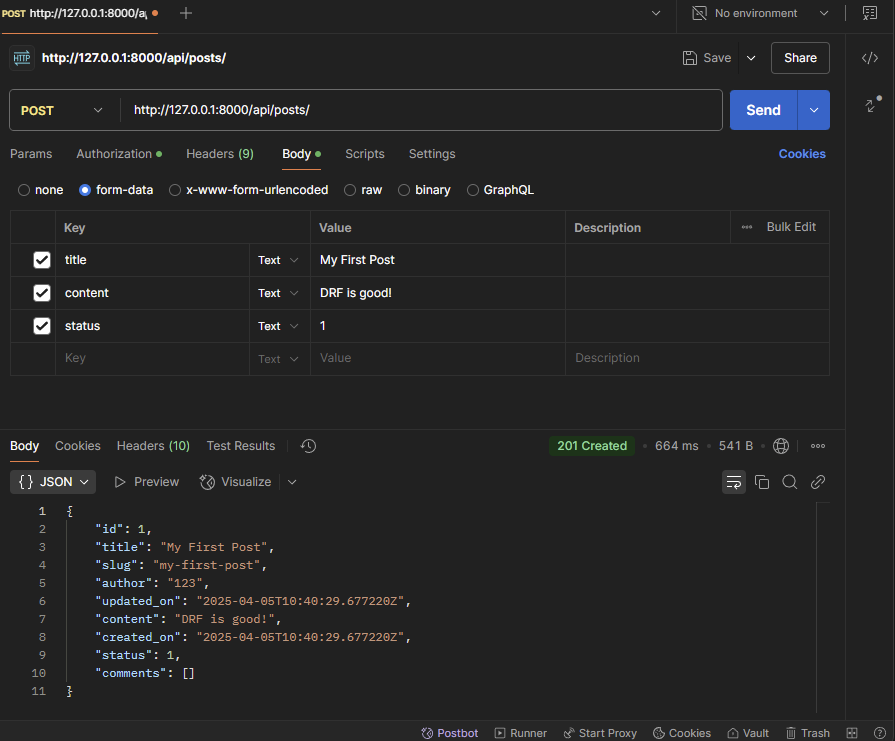 POST http://127.0.0.1:8000/a
No environment
HTTP http://127.0.0.1:8000/api/posts/ Save Share
POST http://127.0.0.1:8000/api/posts/ Send
Params Authorization Headers (9) Body Scripts Settings Cookies
none form-data x-www-form-urlencoded raw binary GraphQL
Key Value Description Bulk Edit
title Text My First Post
content Text DRF is good!
status Text 1
Key Text Value Description
Body Cookies Headers (10) Test Results 201 Created 664 ms 541 B
{} JSON Preview Visualize
1 {
2 "id": 1,
3 "title": "My First Post",
4 "slug": "my-first-post",
5 "author": "123",
6 "updated_on": "2025-04-05T10:40:29.677220Z",
7 "content": "DRF is good!",
8 "created_on": "2025-04-05T10:40:29.677220Z",
9 "status": 1,
10 "comments": []
11 }
Postbot Runner Start Proxy Cookies Vault Trash